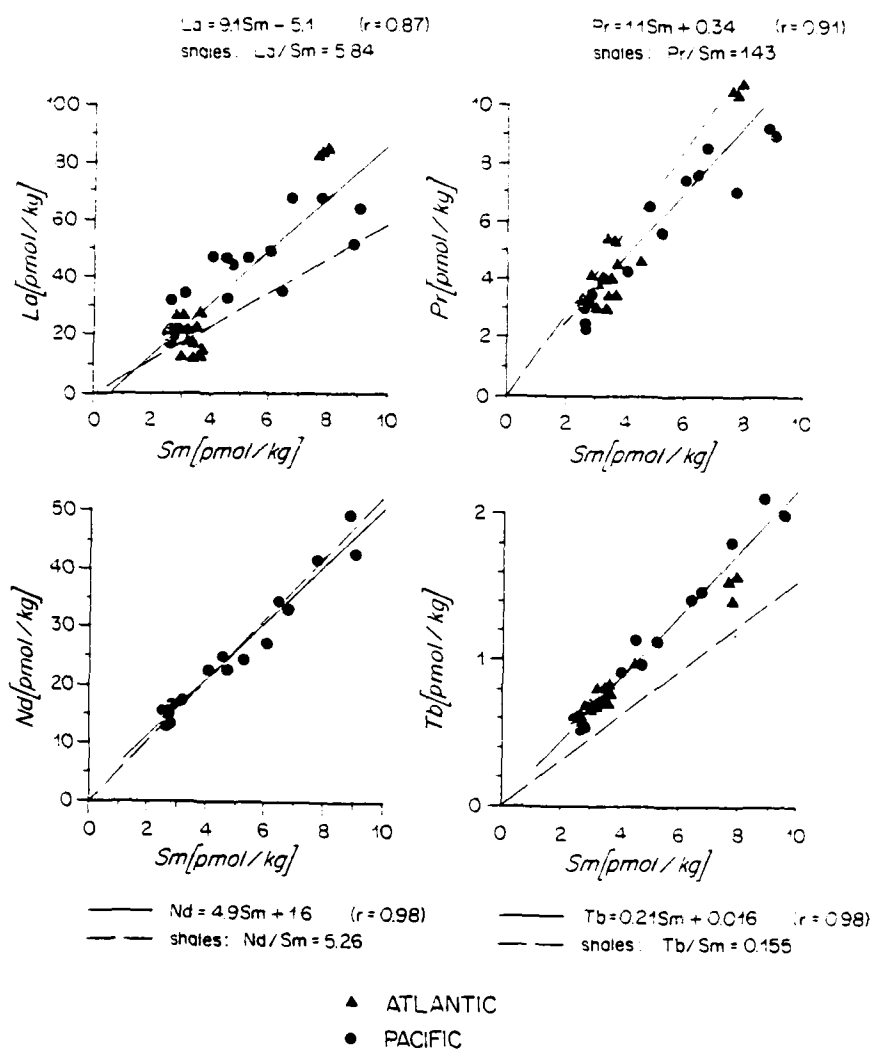 La = 9.1Sm - 5.1 (r = 0.87)
shales: La/Sm = 5.84
Pr = 1.1Sm + 0.34 (r = 0.91)
shales: Pr/Sm = 1.43
100
80
60
40
20
0
La [pmol/kg]
0 2 4 6 8 10
Sm [pmol/kg]
10
8
6
4
2
0
Pr [pmol/kg]
0 2 4 6 8 10
Sm [pmol/kg]
50
40
30
20
10
0
Nd [pmol/kg]
0 2 4 6 8 10
Sm [pmol/kg]
2
1
0
Tb [pmol/kg]
0 2 4 6 8 10
Sm [pmol/kg]
Nd = 4.9Sm + 1.6 (r = 0.98)
shales: Nd/Sm = 5.26
Tb = 0.21Sm + 0.016 (r = 0.98)
shales: Tb/Sm = 0.155
ATLANTIC
PACIFIC